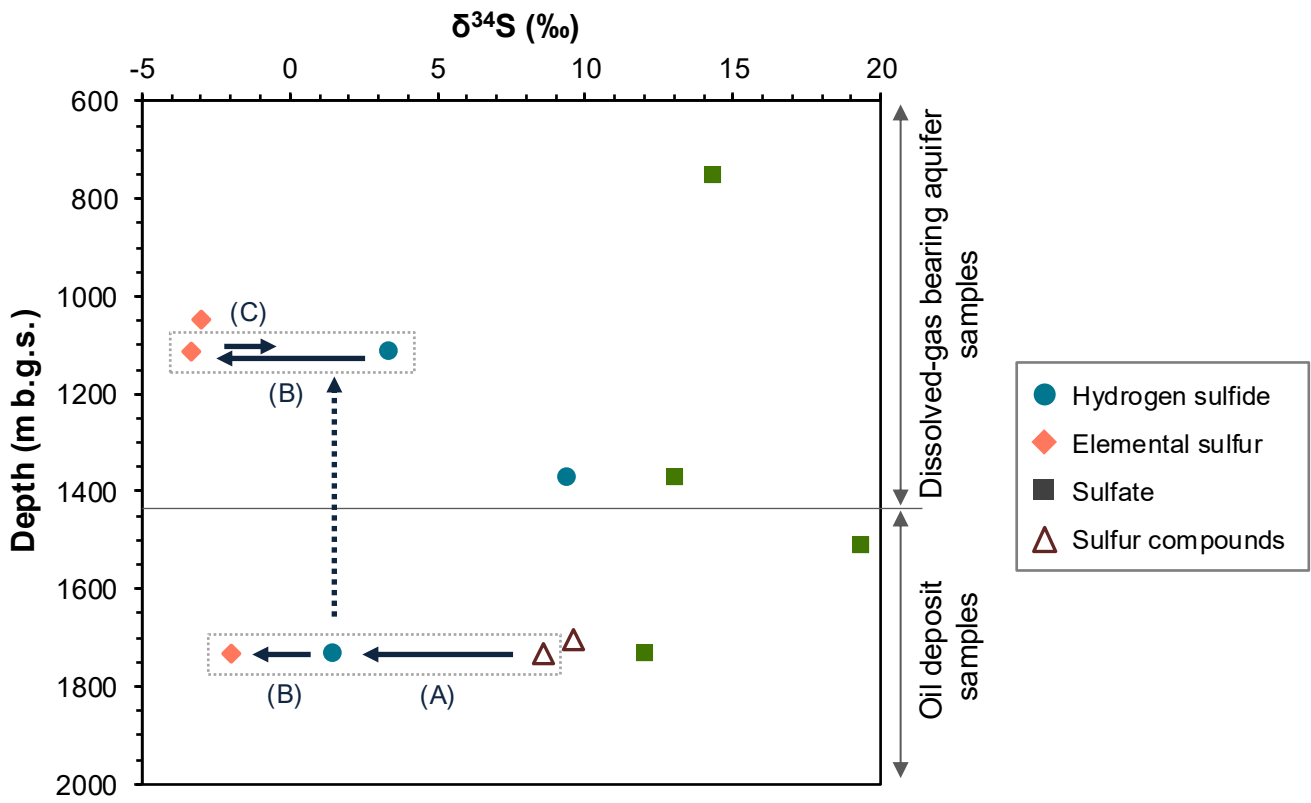 δ³⁴S (‰)
-5 0 5 10 15 20
600
800
1000
1200
1400
1600
1800
2000
Depth (m b.g.s.)
(C)
(B)
(B)
(A)
Dissolved-gas bearing aquifer
samples
Oil deposit
samples
Hydrogen sulfide
Elemental sulfur
Sulfate
Sulfur compounds